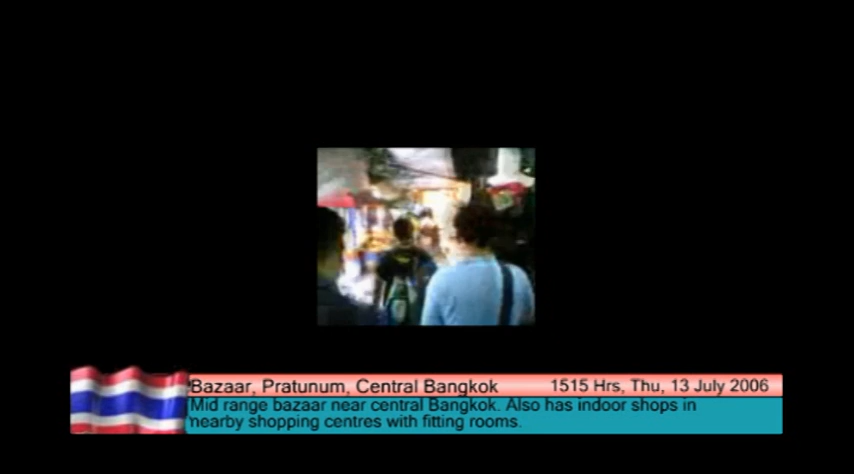 Bazaar, Pratunum, Central Bangkok 1515 Hrs, Thu, 13 July 2006
Mid range bazaar near central Bangkok. Also has indoor shops in
nearby shopping centres with fitting rooms.